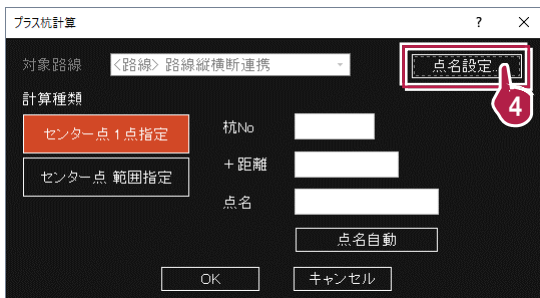 プラス杭計算
? ×
対象路線 <路線> 路線縦横断連携 点名設定
4
計算種類
センター点 1 点指定 杭No
センター点 範囲指定 +距離
点名
点名自動
OK キャンセル